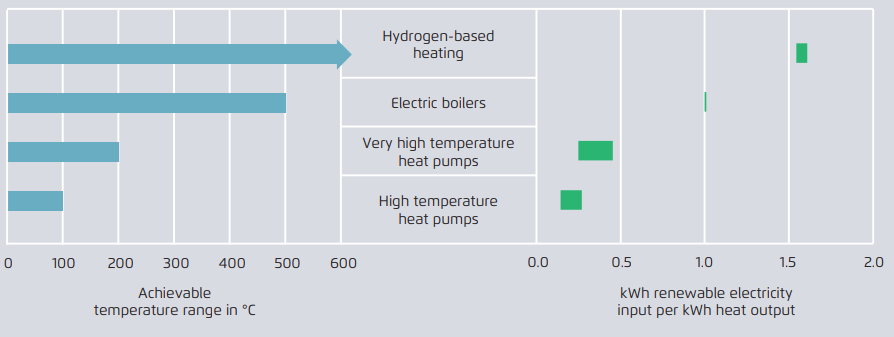 Hydrogen-based
heating
Electric boilers
Very high temperature
heat pumps
High temperature
heat pumps
0 100 200 300 400 500 600
0.0 0.5 1.0 1.5 2.0
Achievable
temperature range in °C
kWh renewable electricity
input per kWh heat output